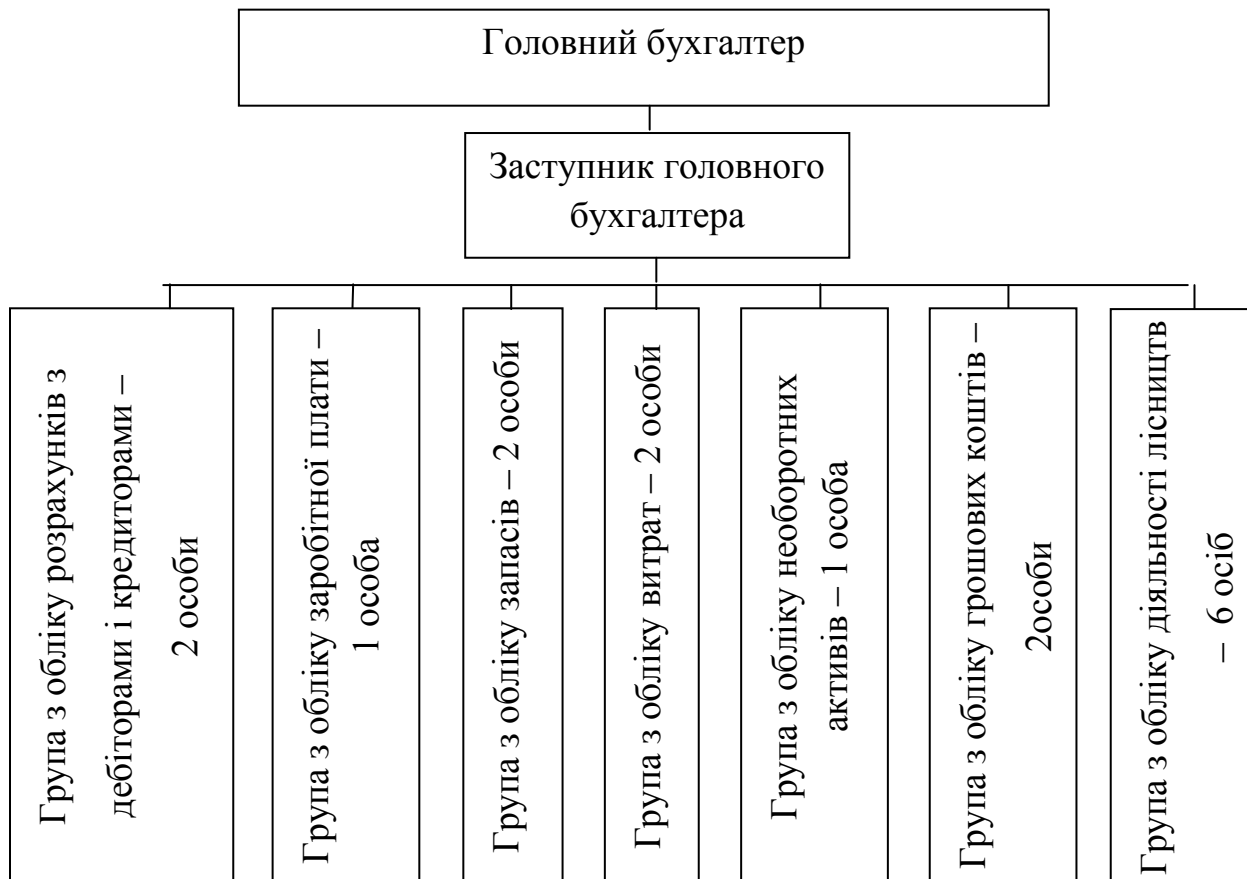 Головний бухгалтер
Заступник головного
бухгалтера
Група з обліку розрахунків з
дебіторами і кредиторами –
2 особи
Група з обліку заробітної плати –
1 особа
Група з обліку запасів – 2 особи
Група з обліку витрат – 2 особи
Група з обліку необоротних
активів – 1 особа
Група з обліку грошових коштів –
2особи
Група з обліку діяльності лісництв
– 6 осіб